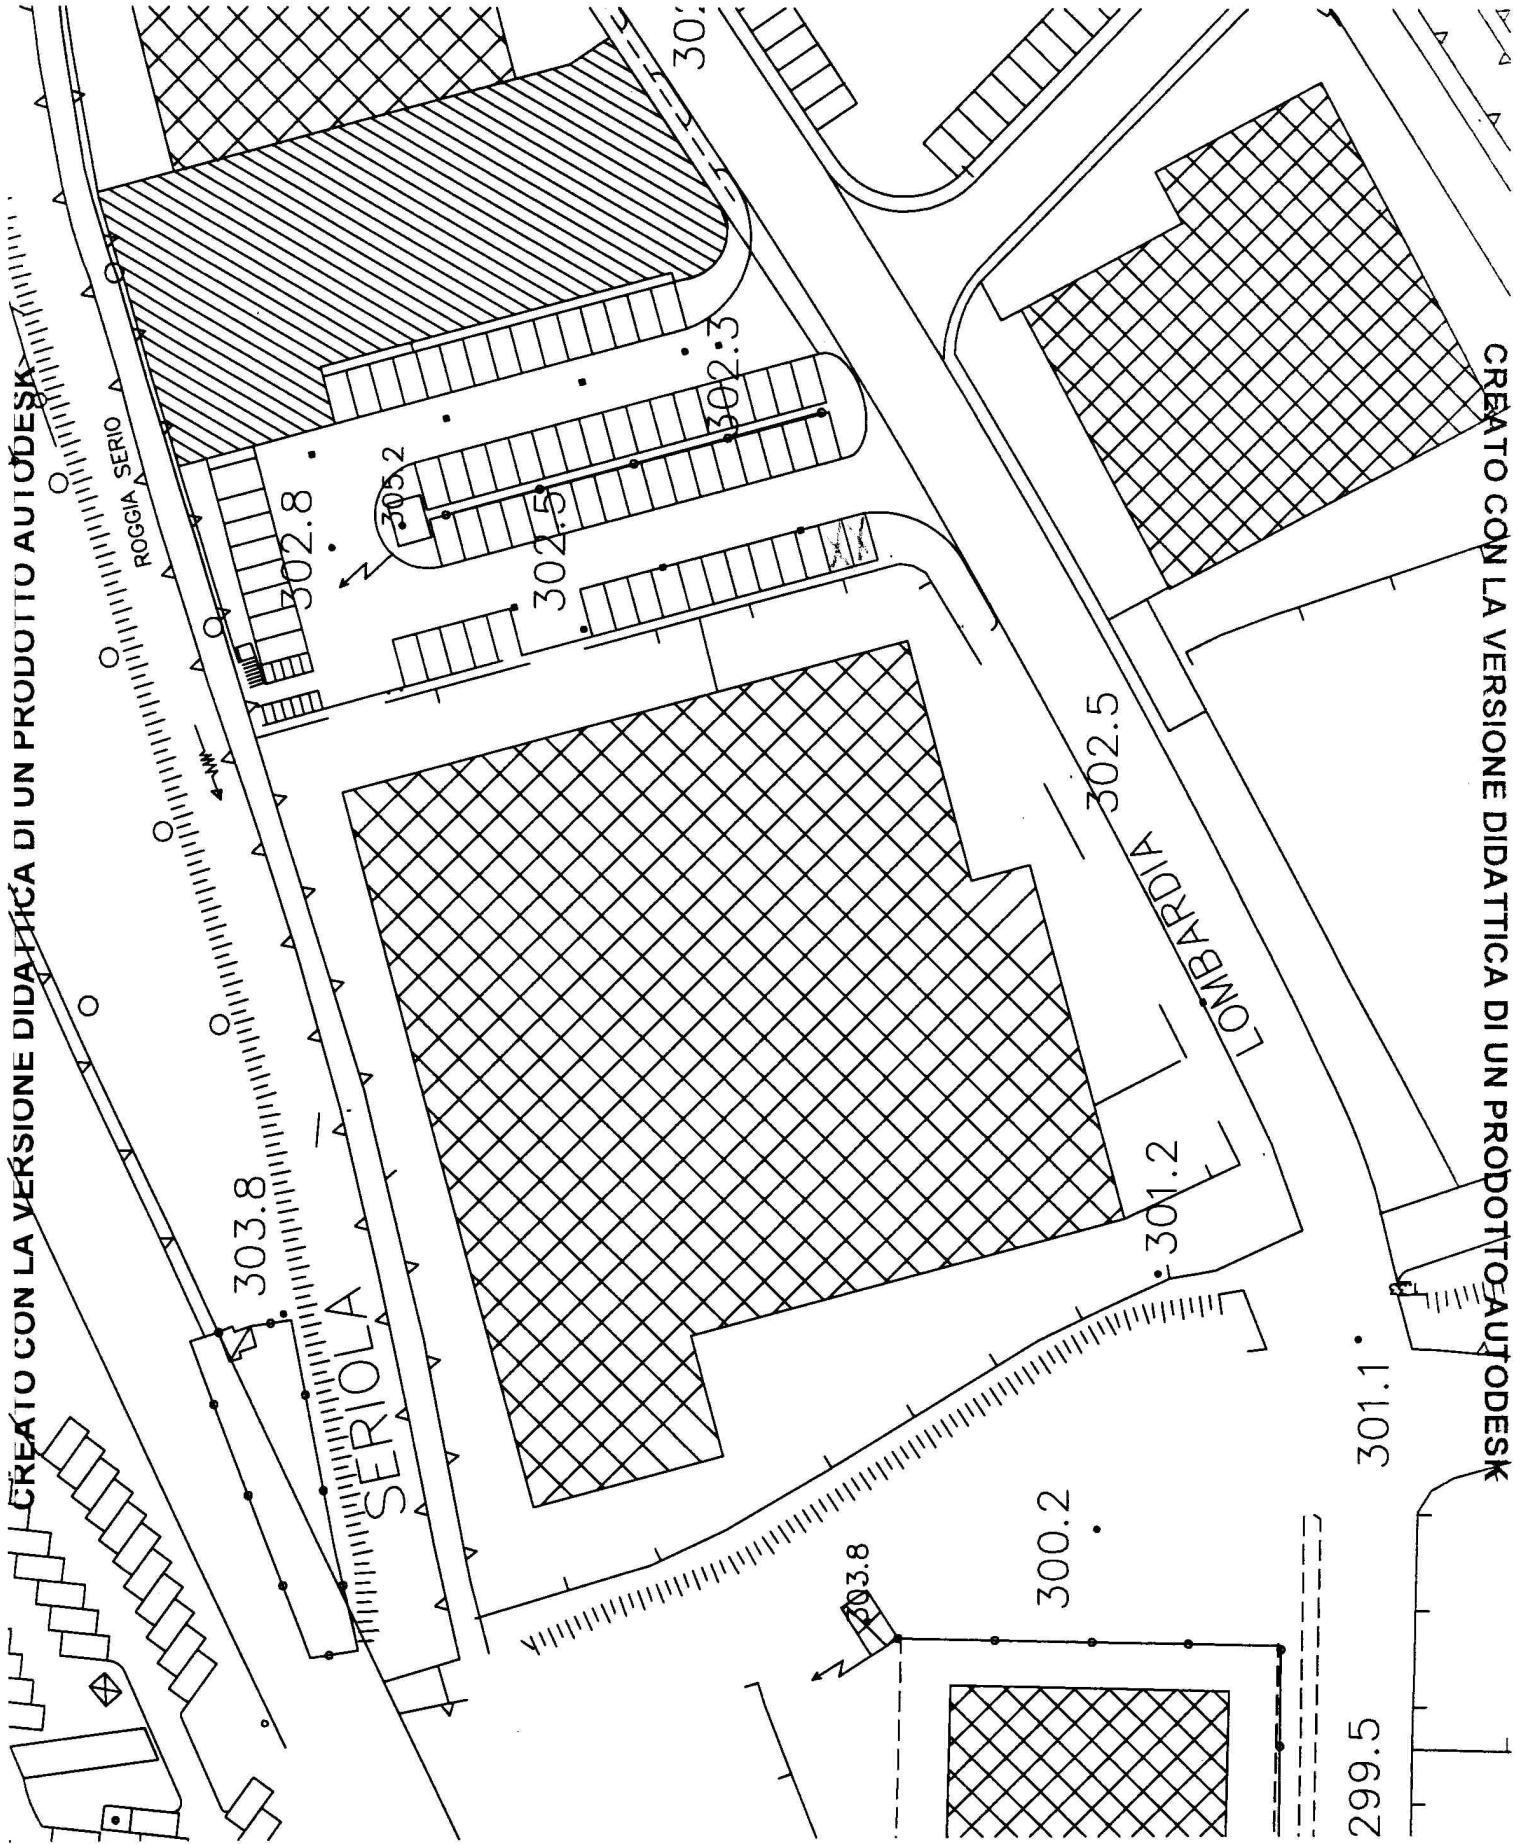 CREATO CON LA VERSIONE DIDATTICA DI UN PRODOTTO AUTODESK
ROGGIA SERIO
302.8
305.2
302.5
302.3
302.5
LOMBARDIA
303.8
SERIOLA
301.2
301.1
300.2
303.8
299.5
CREATO CON LA VERSIONE DIDATTICA DI UN PRODOTTO AUTODESK